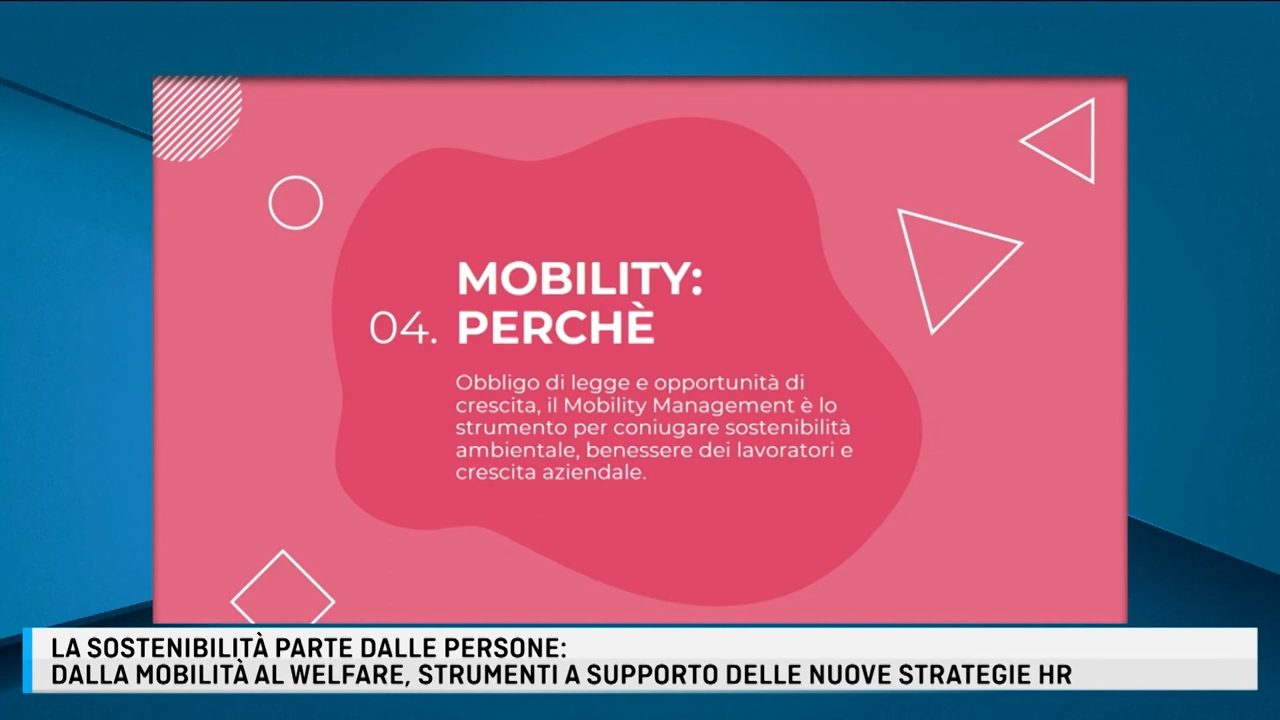 MOBILITY:
04. PERCHÈ
Obbligo di legge e opportunità di
crescita, il Mobility Management è lo
strumento per coniugare sostenibilità
ambientale, benessere dei lavoratori e
crescita aziendale.
LA SOSTENIBILITÀ PARTE DALLE PERSONE:
DALLA MOBILITÀ AL WELFARE, STRUMENTI A SUPPORTO DELLE NUOVE STRATEGIE HR